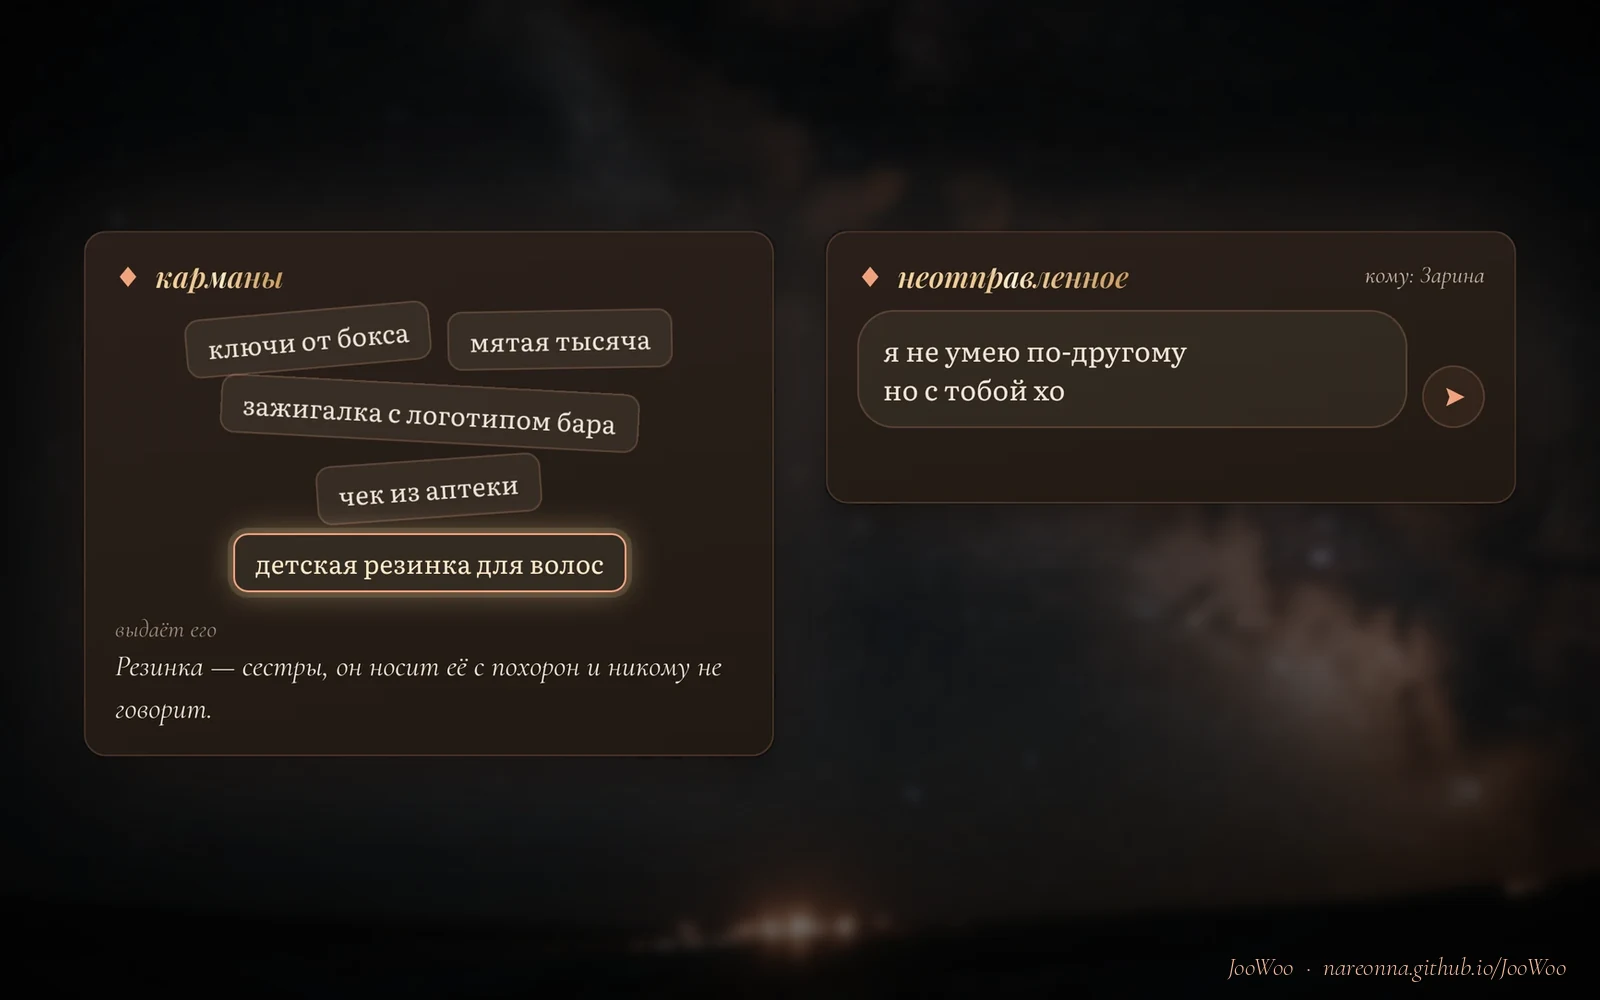 карманы
ключи от бокса
мятая тысяча
зажигалка с логотипом бара
чек из аптеки
детская резинка для волос
выдаёт его
Резинка — сестры, он носит её с похорон и никому не
говорит.
неотправленное
кому: Зарина
я не умею по-другому
но с тобой хо
JooWoo · nareonna.github.io/JooWoo